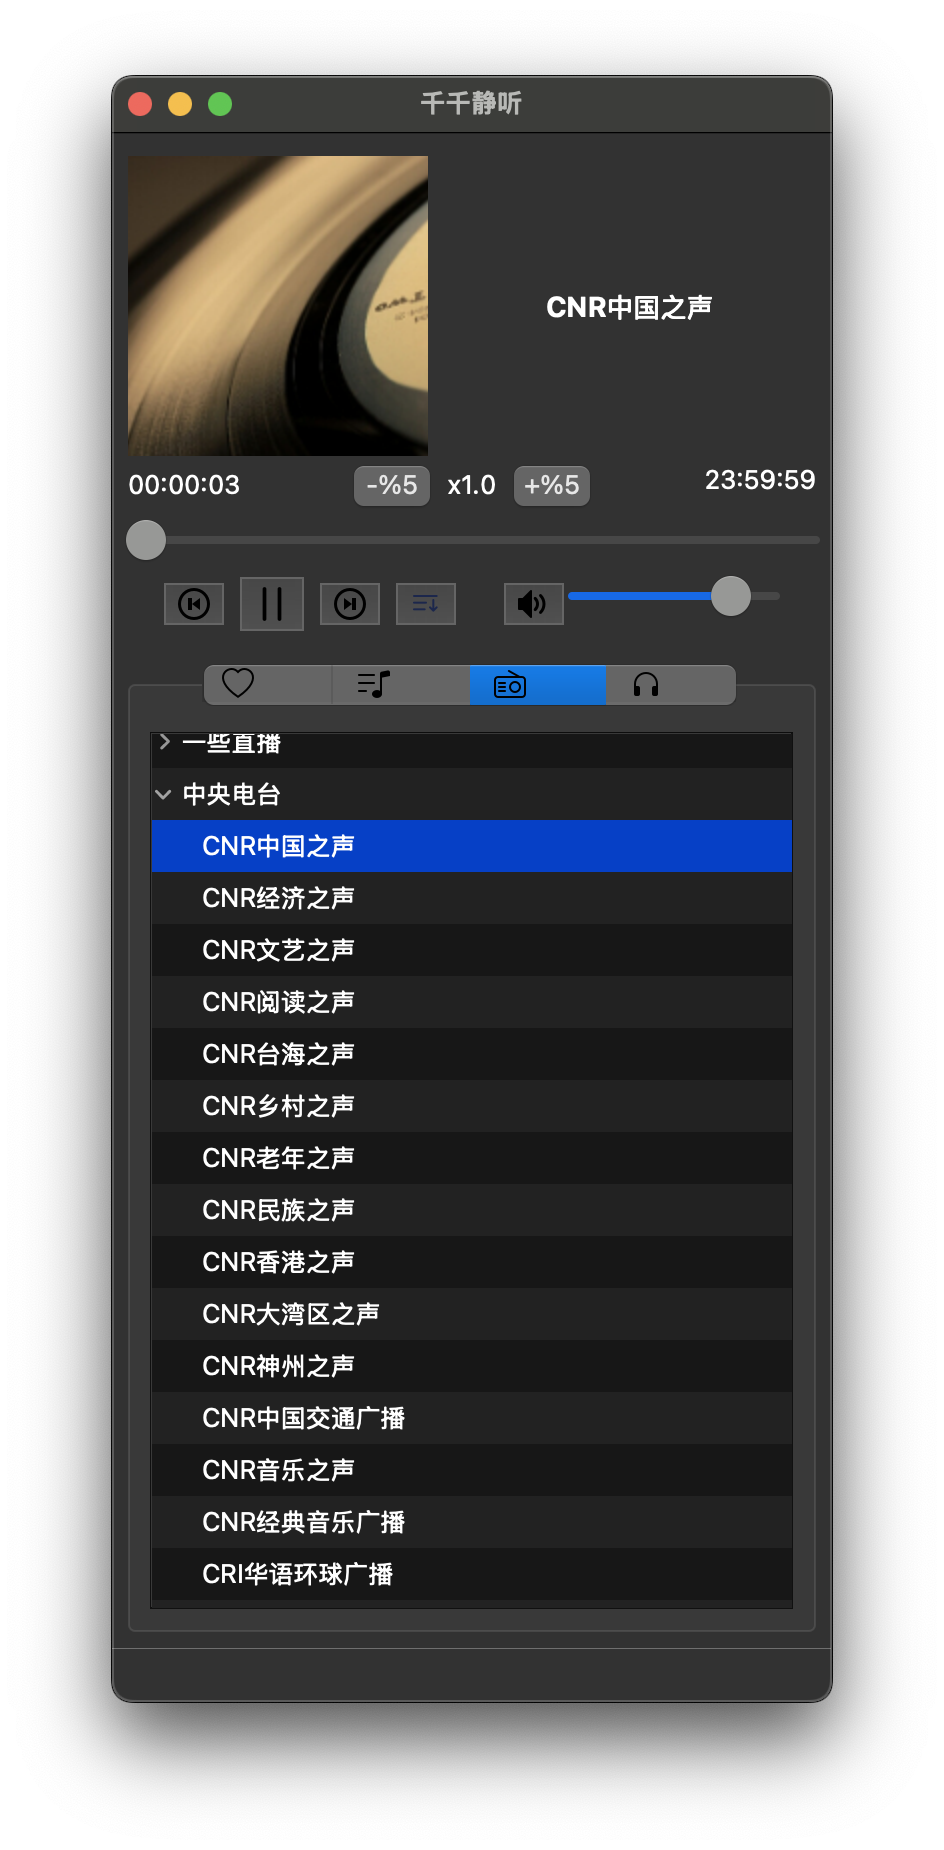 千千静听
CNR中国之声
00:00:03
-%5
x1.0
+%5
23:59:59
一些直播
中央电台
CNR中国之声
CNR经济之声
CNR文艺之声
CNR阅读之声
CNR台海之声
CNR乡村之声
CNR老年之声
CNR民族之声
CNR香港之声
CNR大湾区之声
CNR神州之声
CNR中国交通广播
CNR音乐之声
CNR经典音乐广播
CRI华语环球广播